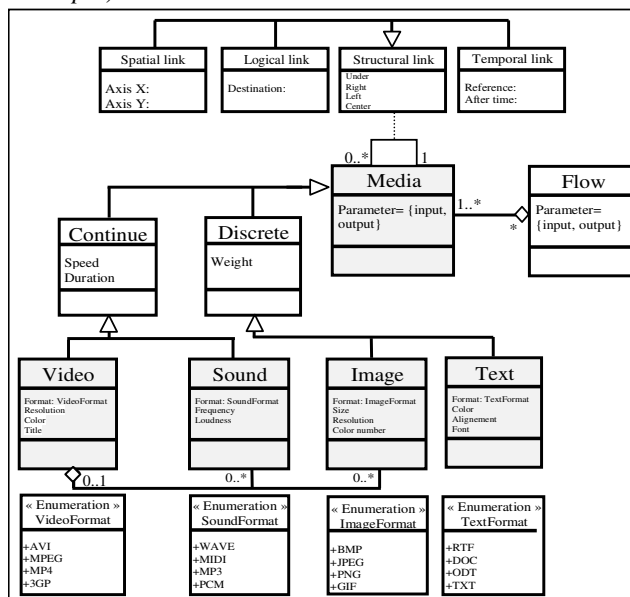 Spatial link
Axis X:
Axis Y:
Logical link
Destination:
Structural link
Under
Right
Left
Center
Temporal link
Reference:
After time:
0..*
1
Media
Parameter= {input,
output}
1..*
*
Flow
Parameter=
{input, output}
Continue
Speed
Duration
Discrete
Weight
Video
Format: VideoFormat
Resolution
Color
Title
Sound
Format: SoundFormat
Frequency
Loudness
Image
Format: ImageFormat
Size
Resolution
Color number
Text
Format: TextFormat
Color
Alignement
Font
0..1
0..*
0..*
« Enumeration »
VideoFormat
+AVI
+MPEG
+MP4
+3GP
« Enumeration »
SoundFormat
+WAVE
+MIDI
+MP3
+PCM
« Enumeration »
ImageFormat
+BMP
+JPEG
+PNG
+GIF
« Enumeration »
TextFormat
+RTF
+DOC
+ODT
+TXT